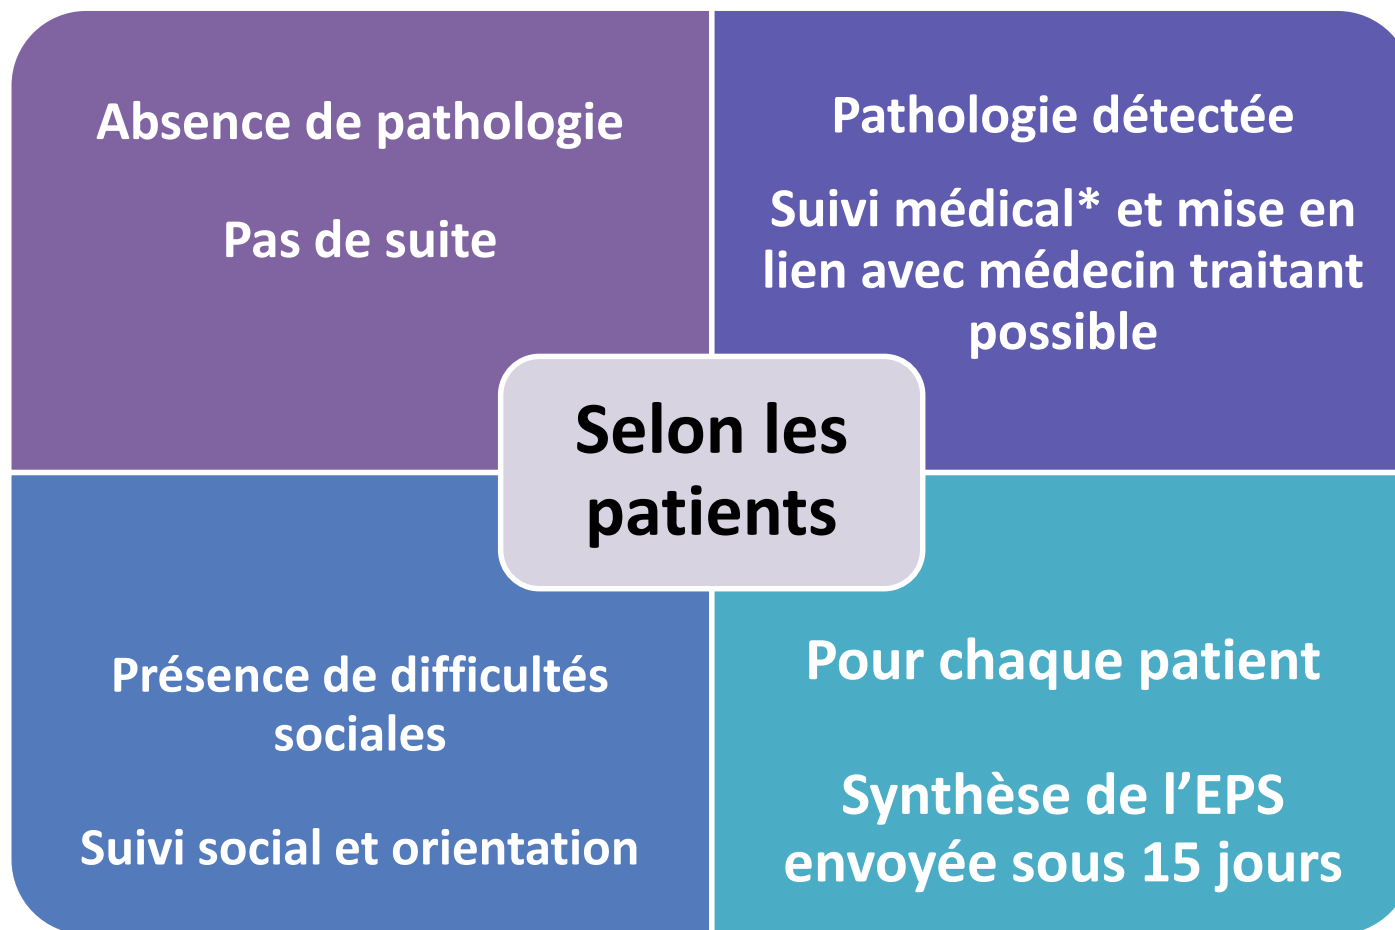 Absence de pathologie
Pas de suite
Pathologie détectée
Suivi médical* et mise en
lien avec médecin traitant
possible
Selon les
patients
Présence de difficultés
sociales
Suivi social et orientation
Pour chaque patient
Synthèse de l’EPS
envoyée sous 15 jours